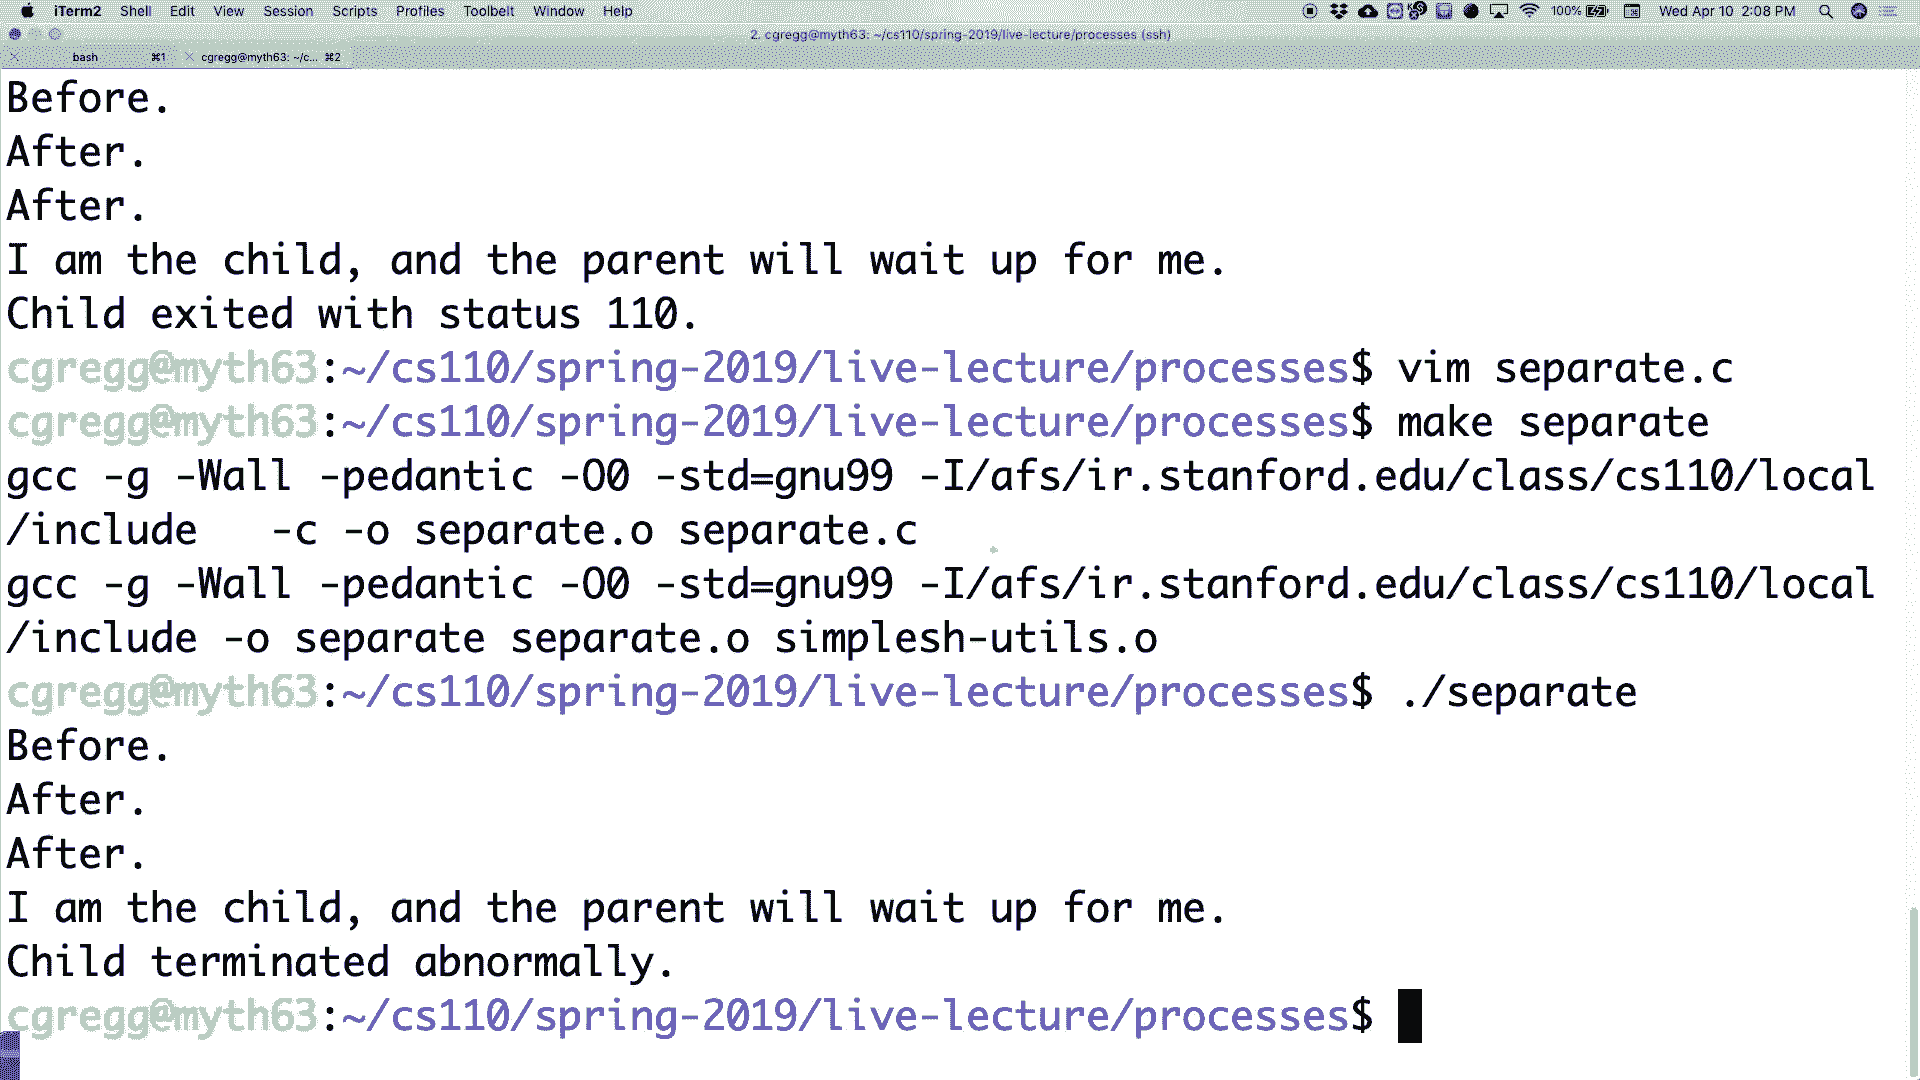 iTerm2 Shell Edit View Session Scripts Profiles Toolbelt Window Help 100% Wed Apr 10 2:08 PM
2. cgregg@myth63: ~/cs110/spring-2019/live-lecture/processes (ssh)
bash ⌘1 cgregg@myth63: ~/c... ⌘2
Before.
After.
After.
I am the child, and the parent will wait up for me.
Child exited with status 110.
cgregg@myth63:~/cs110/spring-2019/live-lecture/processes$ vim separate.c
cgregg@myth63:~/cs110/spring-2019/live-lecture/processes$ make separate
gcc -g -Wall -pedantic -O0 -std=gnu99 -I/afs/ir.stanford.edu/class/cs110/local
/include   -c -o separate.o separate.c
gcc -g -Wall -pedantic -O0 -std=gnu99 -I/afs/ir.stanford.edu/class/cs110/local
/include -o separate separate.o simplesh-utils.o
cgregg@myth63:~/cs110/spring-2019/live-lecture/processes$ ./separate
Before.
After.
After.
I am the child, and the parent will wait up for me.
Child terminated abnormally.
cgregg@myth63:~/cs110/spring-2019/live-lecture/processes$